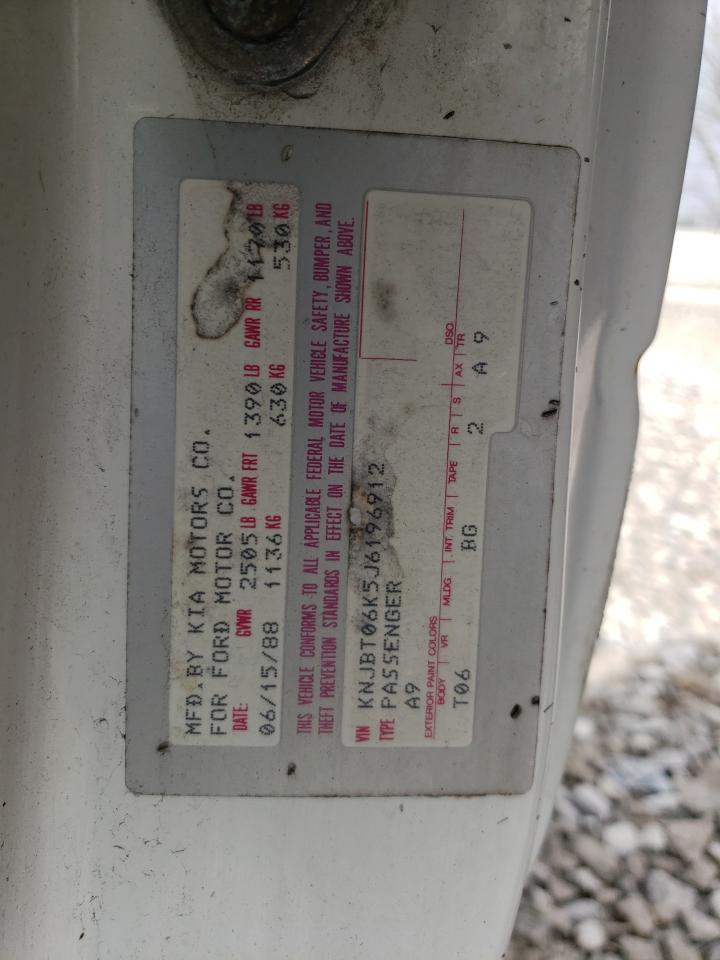 MFD. BY KIA MOTORS CO.
FOR FORD MOTOR CO.
DATE: GVWR 2505 LB GAWR FRT 1390 LB GAWR RR 1170 LB
06/15/88 1136 KG 630 KG 530 KG
THIS VEHICLE CONFORMS TO ALL APPLICABLE FEDERAL MOTOR VEHICLE SAFETY, BUMPER, AND
THEFT PREVENTION STANDARDS IN EFFECT ON THE DATE OF MANUFACTURE SHOWN ABOVE.
VIN KNJBT06K5J6196912
TYPE PASSENGER
A9
EXTERIOR PAINT COLORS DSO
BODY VR MLDG INT. TRIM TAPE R S AX TR
T06 BG 2 A 9